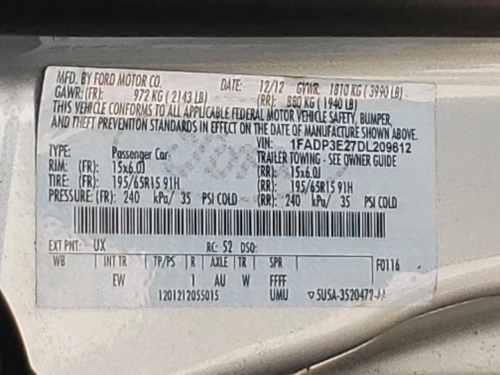 MFD. BY FORD MOTOR CO. DATE: 12/12 GVWR: 1810 KG (3990 LB)
GAWR: (FR): 972 KG (2143 LB) (RR): 880 KG (1940 LB)
THIS VEHICLE CONFORMS TO ALL APPLICABLE FEDERAL MOTOR VEHICLE SAFETY, BUMPER,
AND THEFT PREVENTION STANDARDS IN EFFECT ON THE DATE OF MANUFACTURE SHOWN ABOVE.
VIN: 1FADP3E27DL209612
TYPE: Passenger Car TRAILER TOWING - SEE OWNER GUIDE
RIM: (FR): 15x6.0J (RR): 15x6.0J
TIRE: (FR): 195/65R15 91H (RR): 195/65R15 91H
PRESSURE: (FR): 240 kPa/ 35 PSI COLD (RR): 240 kPa/ 35 PSI COLD
EXT PNT: UX RC: 52 DSO:
WB INT TR TP/PS R AXLE TR SPR F0116
EW 1 AU W FFFF
1201212055015 UMU 5U5A-3520472-